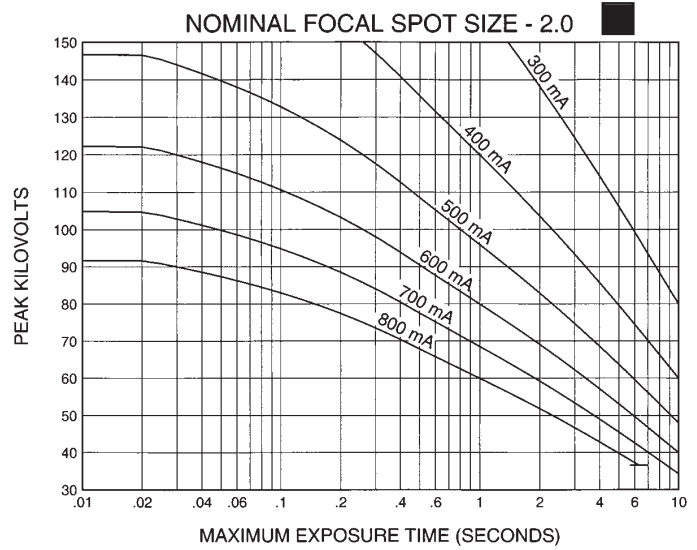 NOMINAL FOCAL SPOT SIZE - 2.0
150
140
130
120
110
100
90
80
70
60
50
40
30
PEAK KILOVOLTS
300 mA
400 mA
500 mA
600 mA
700 mA
800 mA
.01 .02 .04 .06 .1 .2 .4 .6 1 2 4 6 10
MAXIMUM EXPOSURE TIME (SECONDS)